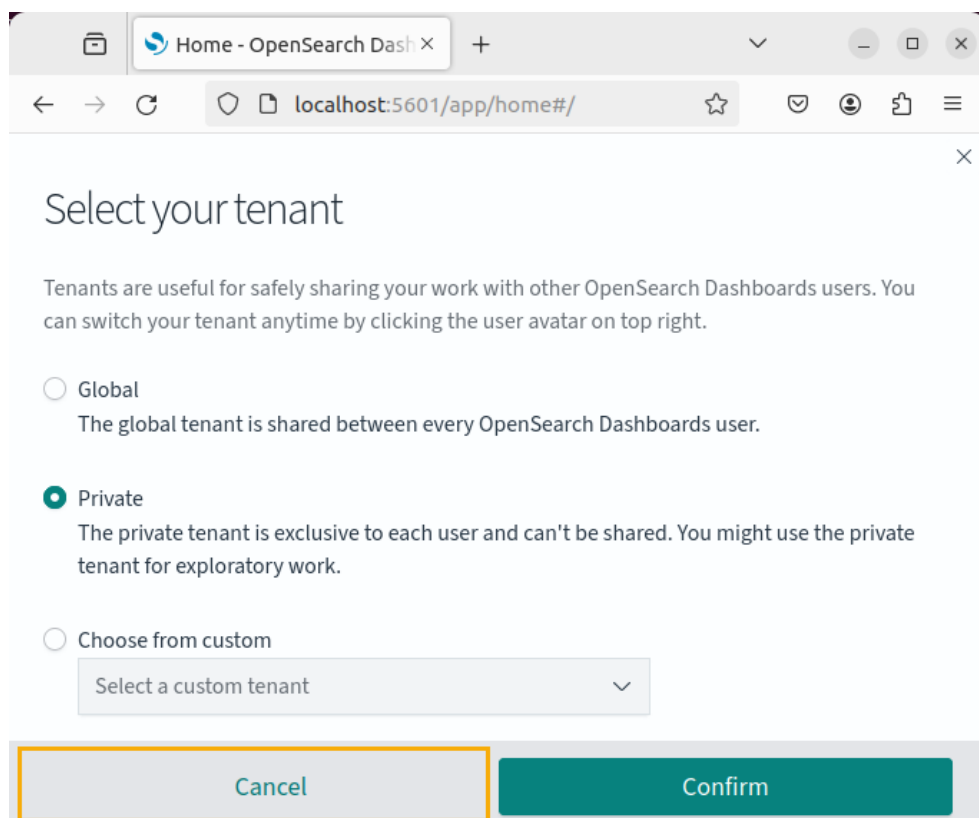 Home - OpenSearch Dash
localhost:5601/app/home#/
Select your tenant
Tenants are useful for safely sharing your work with other OpenSearch Dashboards users. You
can switch your tenant anytime by clicking the user avatar on top right.
Global
The global tenant is shared between every OpenSearch Dashboards user.
Private
The private tenant is exclusive to each user and can't be shared. You might use the private
tenant for exploratory work.
Choose from custom
Select a custom tenant
Cancel
Confirm